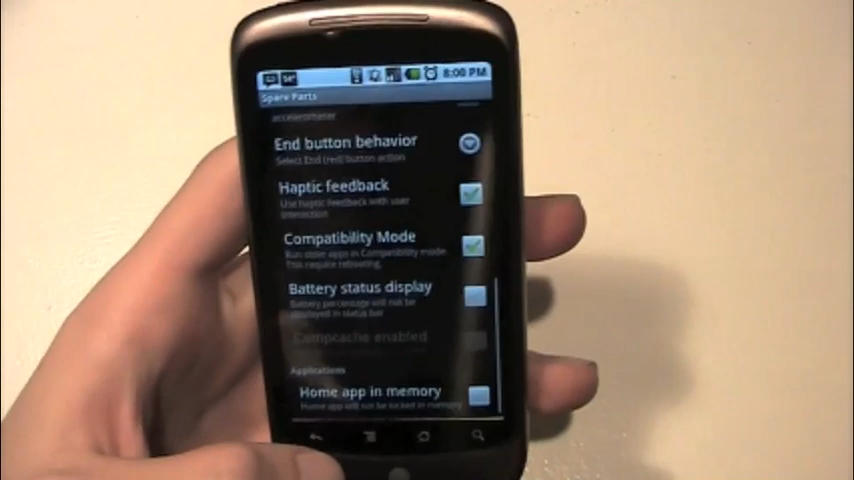 54°
8:00 PM
Spare Parts
accelerometer
End button behavior
Select End (red) button action
Haptic feedback
Use haptic feedback with user
interaction
Compatibility Mode
Run older apps in Compatibility mode.
This require rebooting.
Battery status display
Battery percentage will not be
displayed in status bar
Compcache enabled
Applications
Home app in memory
Home app will not be locked in memory